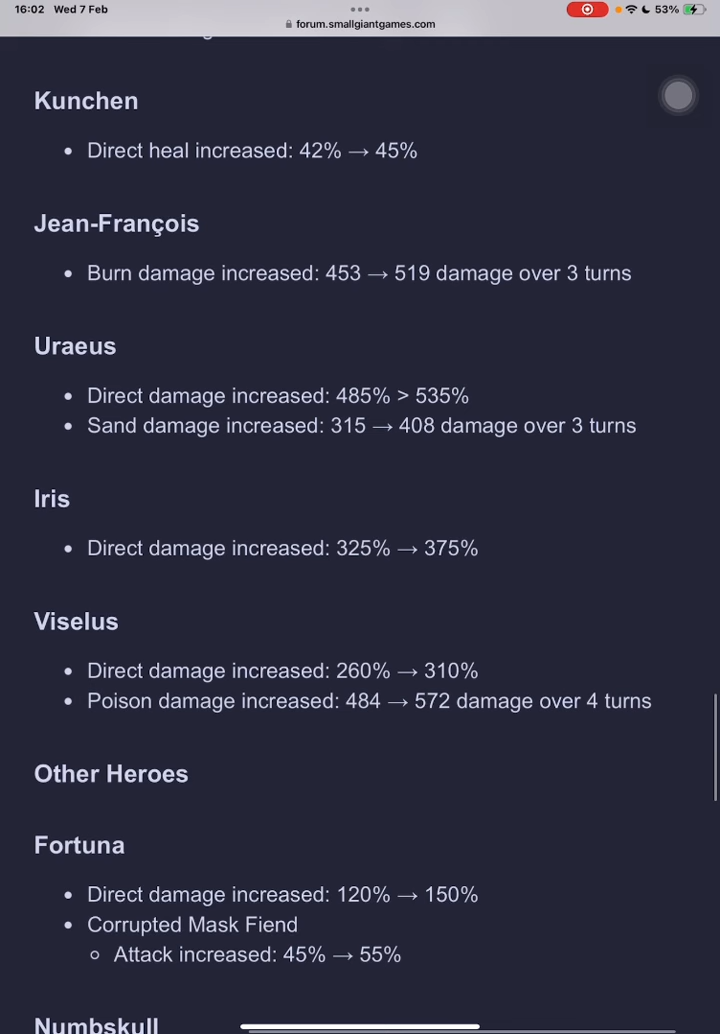 16:02 Wed 7 Feb
53%
forum.smallgiantgames.com
Kunchen
• Direct heal increased: 42% → 45%
Jean-François
• Burn damage increased: 453 → 519 damage over 3 turns
Uraeus
• Direct damage increased: 485% > 535%
• Sand damage increased: 315 → 408 damage over 3 turns
Iris
• Direct damage increased: 325% → 375%
Viselus
• Direct damage increased: 260% → 310%
• Poison damage increased: 484 → 572 damage over 4 turns
Other Heroes
Fortuna
• Direct damage increased: 120% → 150%
• Corrupted Mask Fiend
○ Attack increased: 45% → 55%
Numbskull